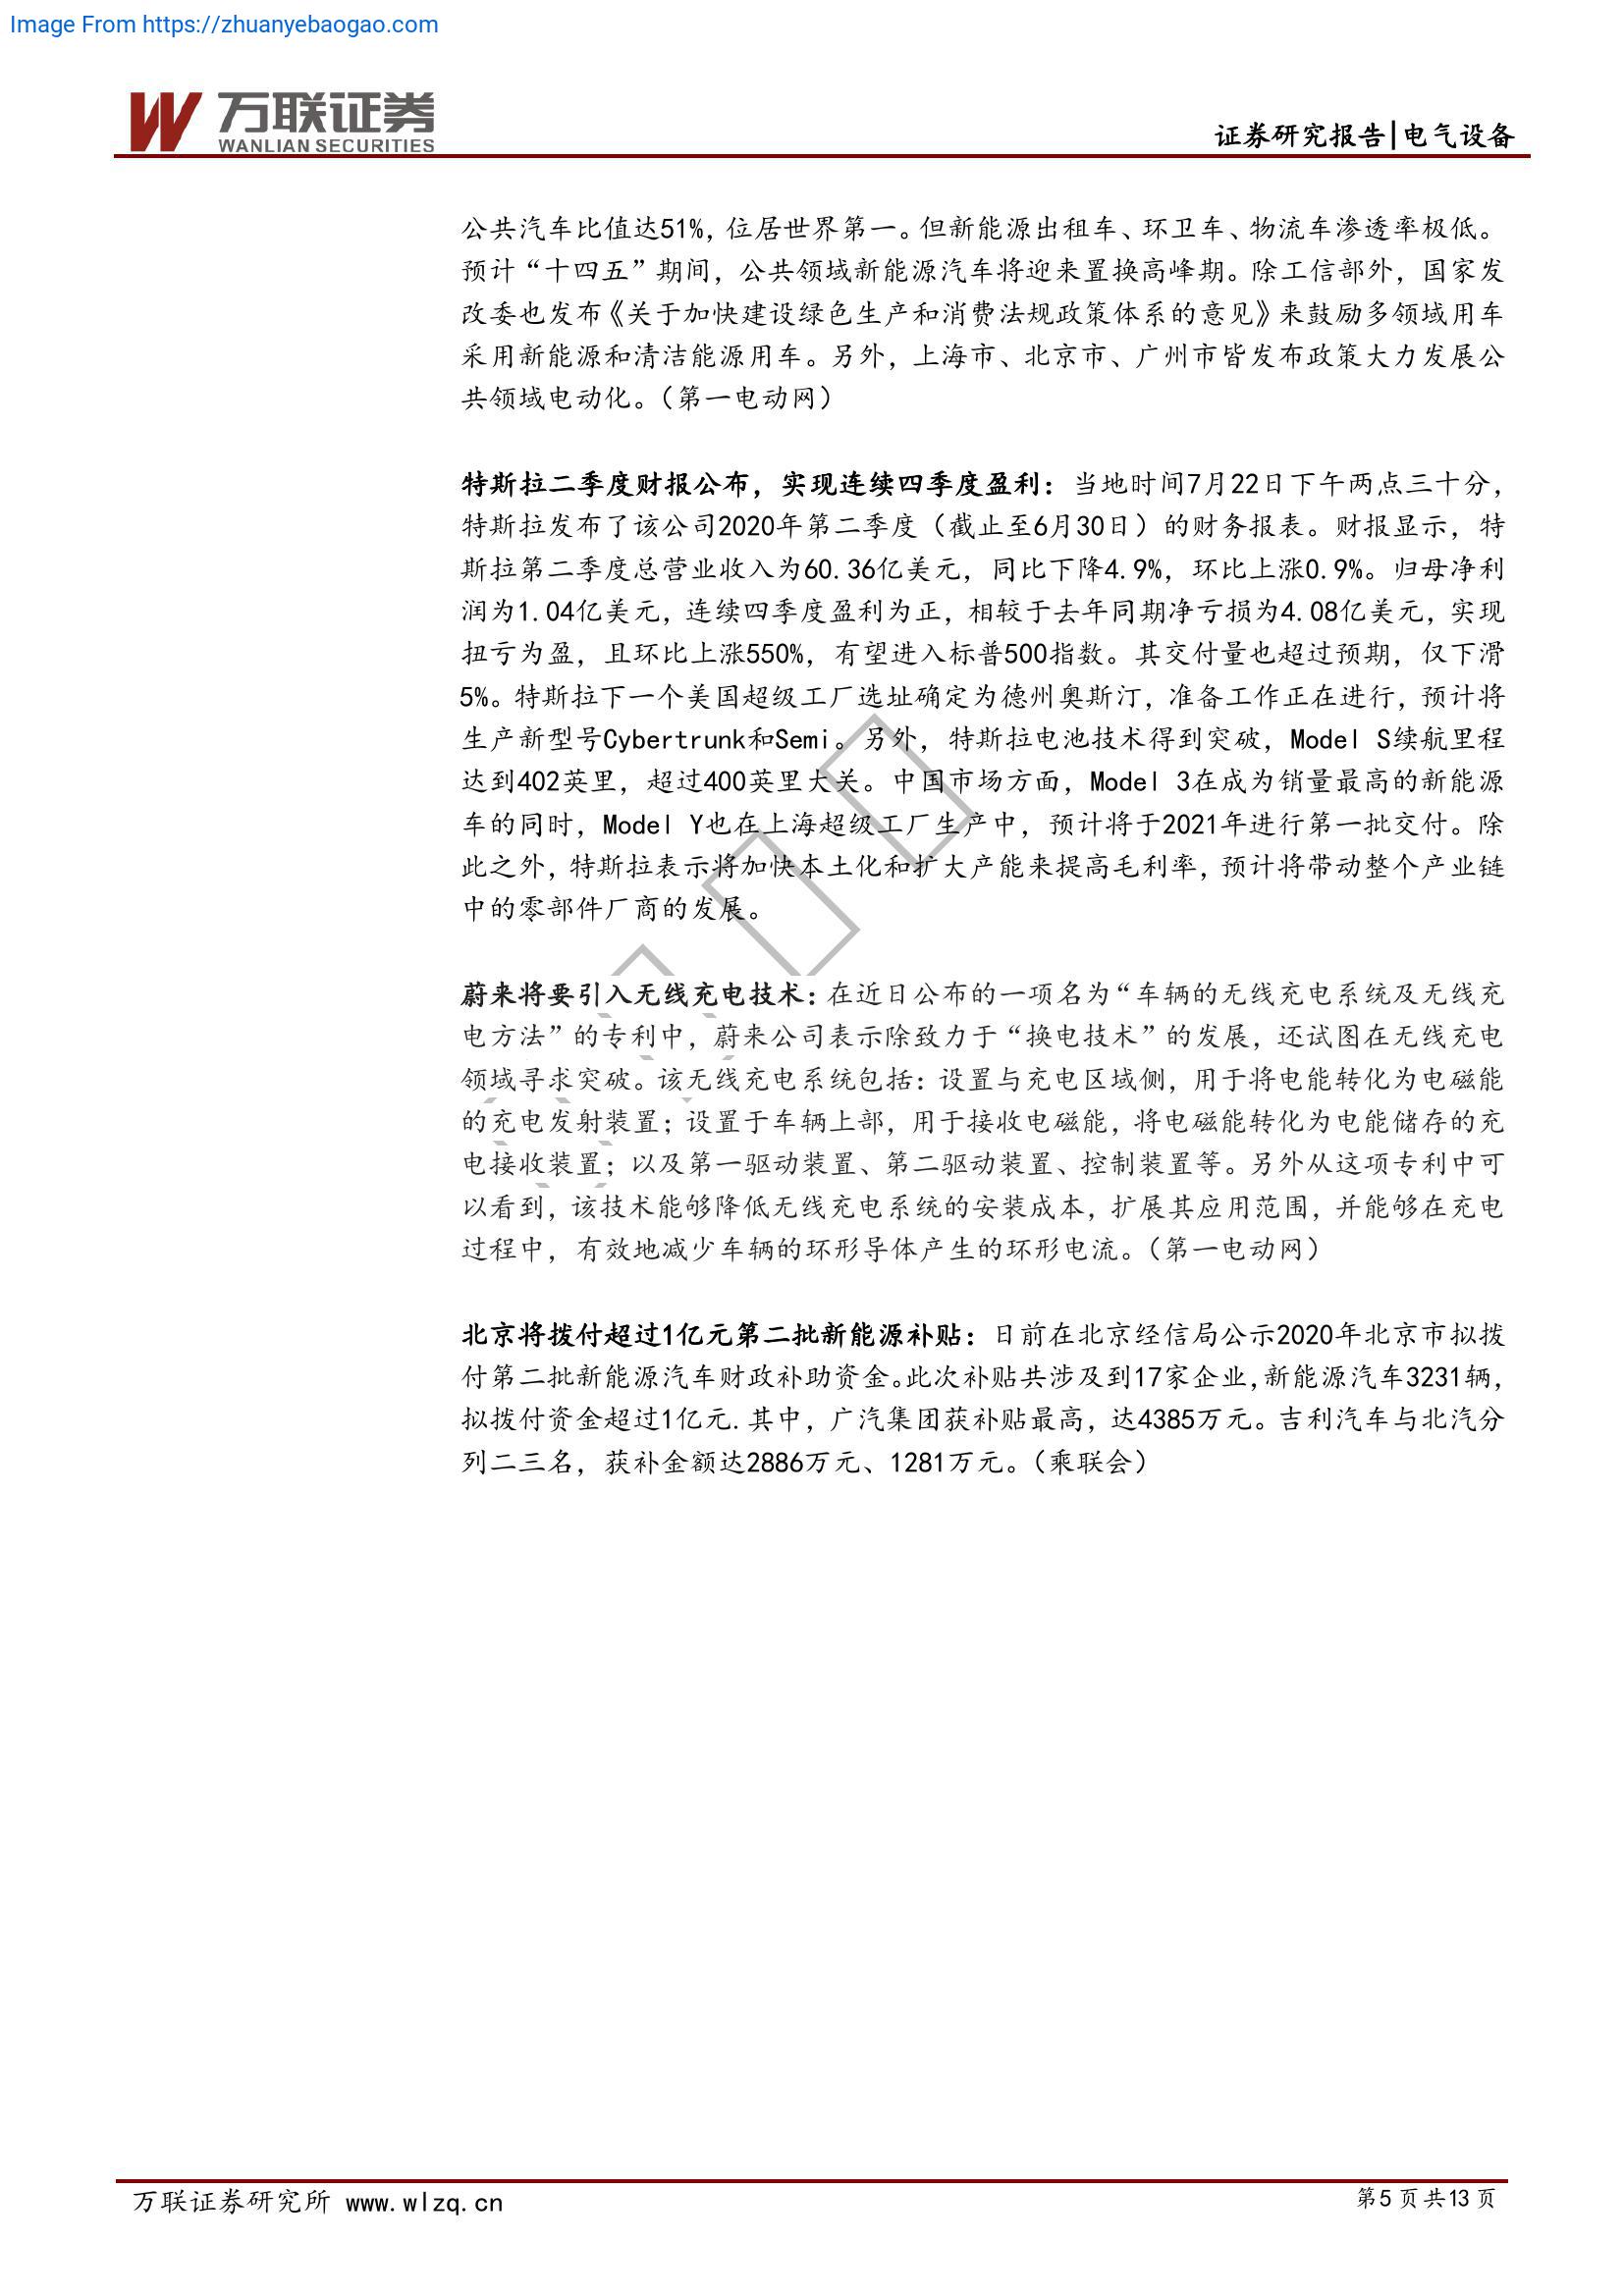 Image From https://zhuanyebaogao.com
万联证券
WANLIAN SECURITIES
证券研究报告|电气设备
公共汽车比值达51%，位居世界第一。但新能源出租车、环卫车、物流车渗透率极低。
预计“十四五”期间，公共领域新能源汽车将迎来置换高峰期。除工信部外，国家发
改委也发布《关于加快建设绿色生产和消费法规政策体系的意见》来鼓励多领域用车
采用新能源和清洁能源用车。另外，上海市、北京市、广州市皆发布政策大力发展公
共领域电动化。（第一电动网）
特斯拉二季度财报公布，实现连续四季度盈利：当地时间7月22日下午两点三十分，
特斯拉发布了该公司2020年第二季度（截止至6月30日）的财务报表。财报显示，特
斯拉第二季度总营业收入为60.36亿美元，同比下降4.9%，环比上涨0.9%。归母净利
润为1.04亿美元，连续四季度盈利为正，相较于去年同期净亏损为4.08亿美元，实现
扭亏为盈，且环比上涨550%，有望进入标普500指数。其交付量也超过预期，仅下滑
5%。特斯拉下一个美国超级工厂选址确定为德州奥斯汀，准备工作正在进行，预计将
生产新型号Cybertrunk和Semi。另外，特斯拉电池技术得到突破，Model S续航里程
达到402英里，超过400英里大关。中国市场方面，Model 3在成为销量最高的新能源
车的同时，Model Y也在上海超级工厂生产中，预计将于2021年进行第一批交付。除
此之外，特斯拉表示将加快本土化和扩大产能来提高毛利率，预计将带动整个产业链
中的零部件厂商的发展。
蔚来将要引入无线充电技术：在近日公布的一项名为“车辆的无线充电系统及无线充
电方法”的专利中，蔚来公司表示除致力于“换电技术”的发展，还试图在无线充电
领域寻求突破。该无线充电系统包括：设置与充电区域侧，用于将电能转化为电磁能
的充电发射装置；设置于车辆上部，用于接收电磁能，将电磁能转化为电能储存的充
电接收装置；以及第一驱动装置、第二驱动装置、控制装置等。另外从这项专利中可
以看到，该技术能够降低无线充电系统的安装成本，扩展其应用范围，并能够在充电
过程中，有效地减少车辆的环形导体产生的环形电流。（第一电动网）
北京将拨付超过1亿元第二批新能源补贴：日前在北京经信局公示2020年北京市拟拨
付第二批新能源汽车财政补助资金。此次补贴共涉及到17家企业，新能源汽车3231辆，
拟拨付资金超过1亿元.其中，广汽集团获补贴最高，达4385万元。吉利汽车与北汽分
列二三名，获补金额达2886万元、1281万元。（乘联会）
万联证券研究所 www.wlzq.cn
第5 页 共13 页